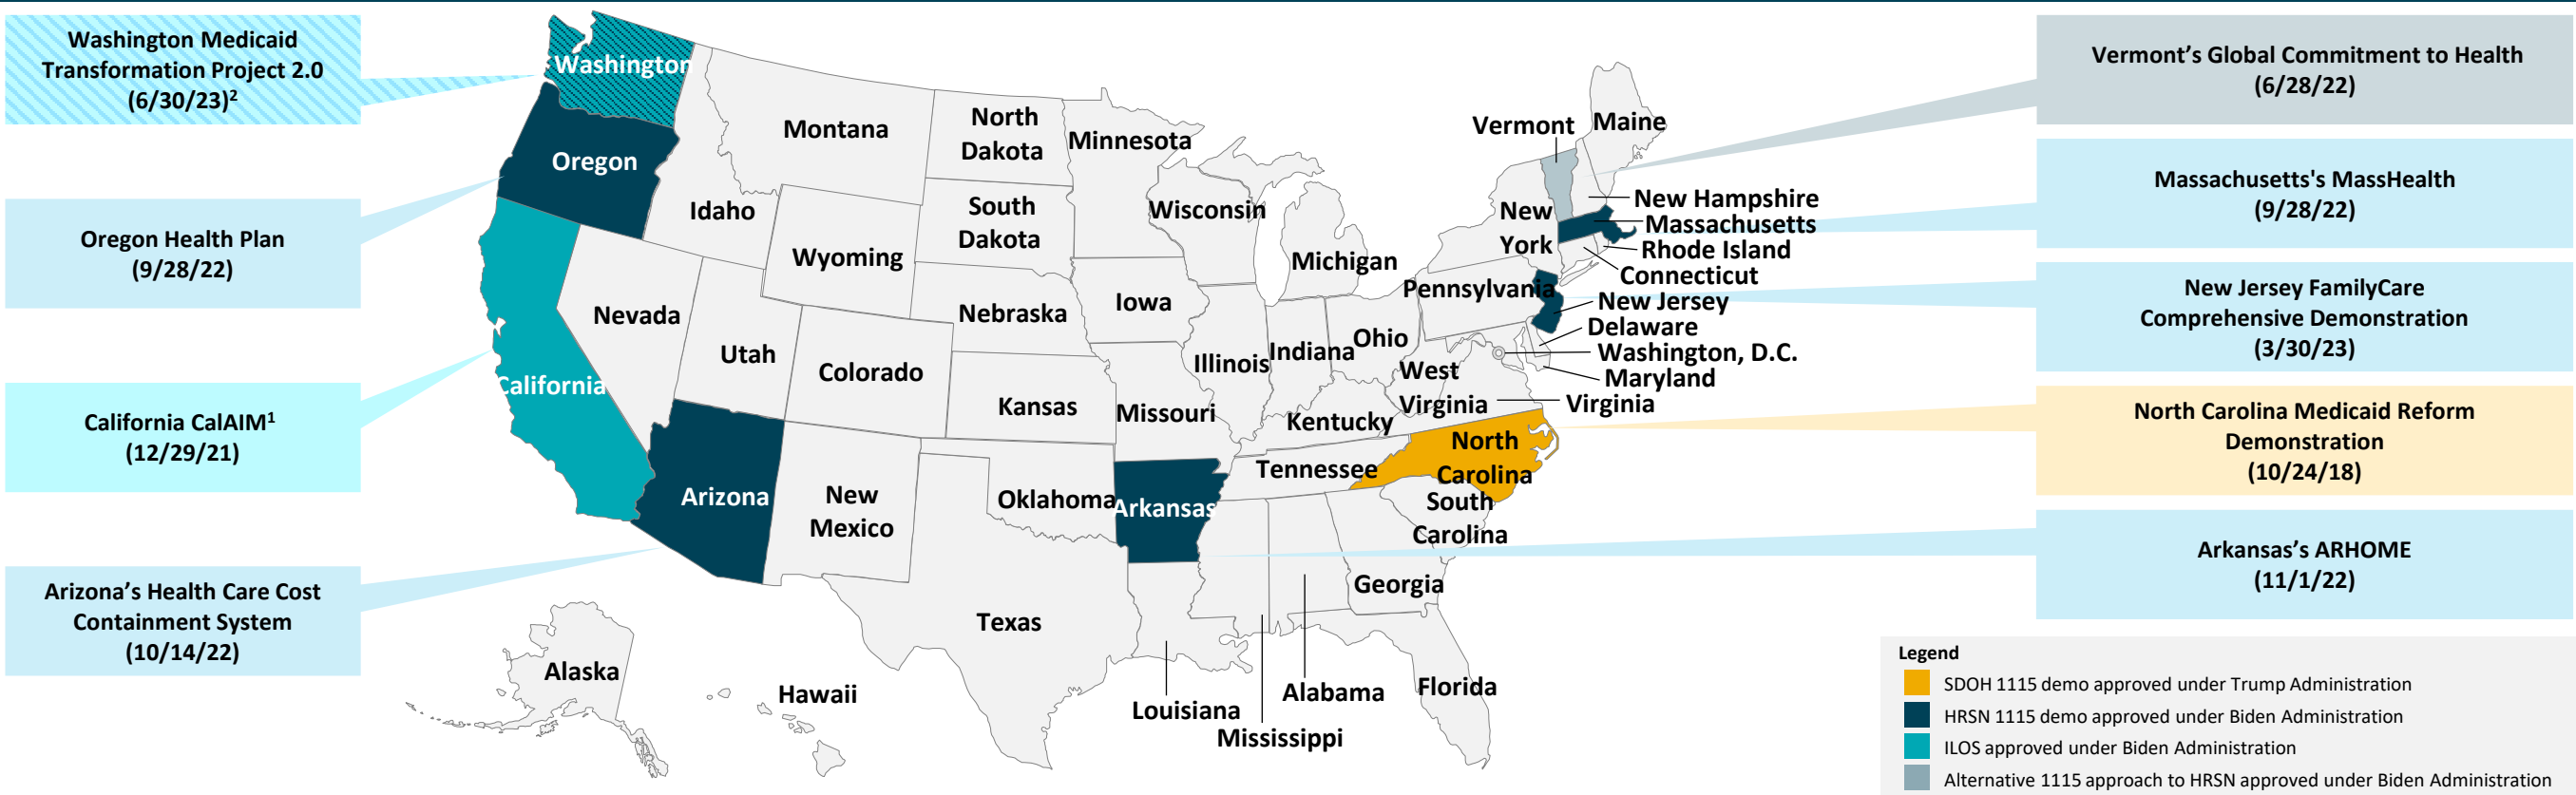 Washington Medicaid
Transformation Project 2.0
(6/30/23)²
Oregon Health Plan
(9/28/22)
California CalAIM¹
(12/29/21)
Arizona’s Health Care Cost
Containment System
(10/14/22)
Washington
Oregon
California
Arizona
Montana
Idaho
Wyoming
Nevada
Utah
Colorado
New
Mexico
North
Dakota
South
Dakota
Nebraska
Kansas
Oklahoma
Texas
Minnesota
Iowa
Missouri
Arkansas
Louisiana
Wisconsin
Illinois
Michigan
Indiana
Ohio
Kentucky
Tennessee
Mississippi
Alabama
Georgia
Florida
South
Carolina
North
Carolina
West
Virginia
Virginia
Pennsylvania
New
York
Vermont
Maine
New Hampshire
Massachusetts
Rhode Island
Connecticut
New Jersey
Delaware
Washington, D.C.
Maryland
Alaska
Hawaii
Vermont’s Global Commitment to Health
(6/28/22)
Massachusetts's MassHealth
(9/28/22)
New Jersey FamilyCare
Comprehensive Demonstration
(3/30/23)
North Carolina Medicaid Reform
Demonstration
(10/24/18)
Arkansas’s ARHOME
(11/1/22)
Legend
SDOH 1115 demo approved under Trump Administration
HRSN 1115 demo approved under Biden Administration
ILOS approved under Biden Administration
Alternative 1115 approach to HRSN approved under Biden Administration